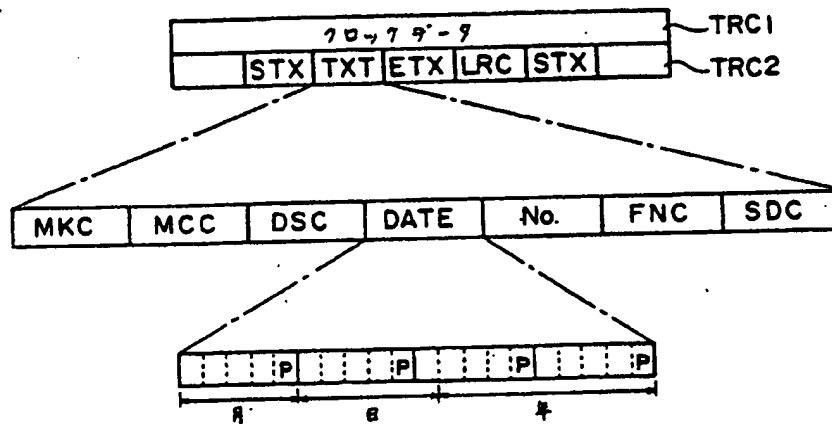 クロックデータ TRC1
STX TXT ETX LRC STX TRC2
MKC MCC DSC DATE No. FNC SDC
P P P P
月 日 年